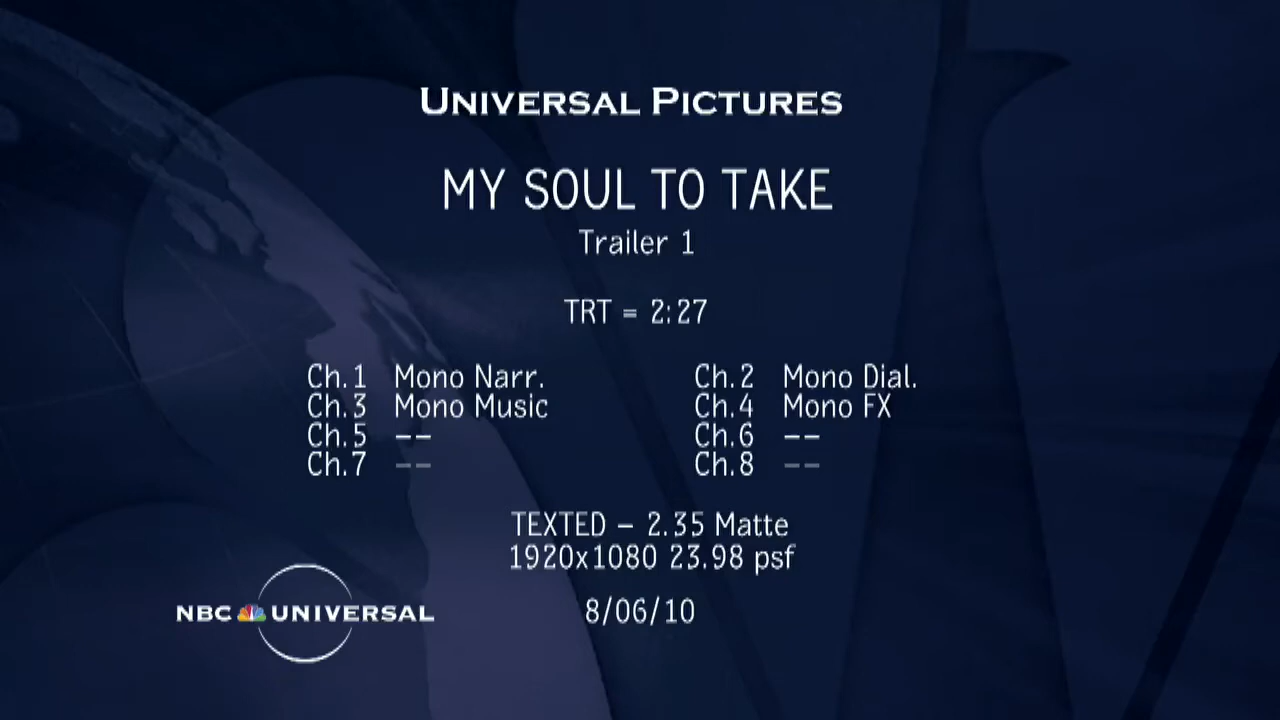 UNIVERSAL PICTURES
MY SOUL TO TAKE
Trailer 1
TRT = 2:27
Ch.1 Mono Narr. Ch.2 Mono Dial.
Ch.3 Mono Music Ch.4 Mono FX
Ch.5 -- Ch.6 --
Ch.7 -- Ch.8 --
TEXTED – 2.35 Matte
1920x1080 23.98 psf
NBC UNIVERSAL 8/06/10